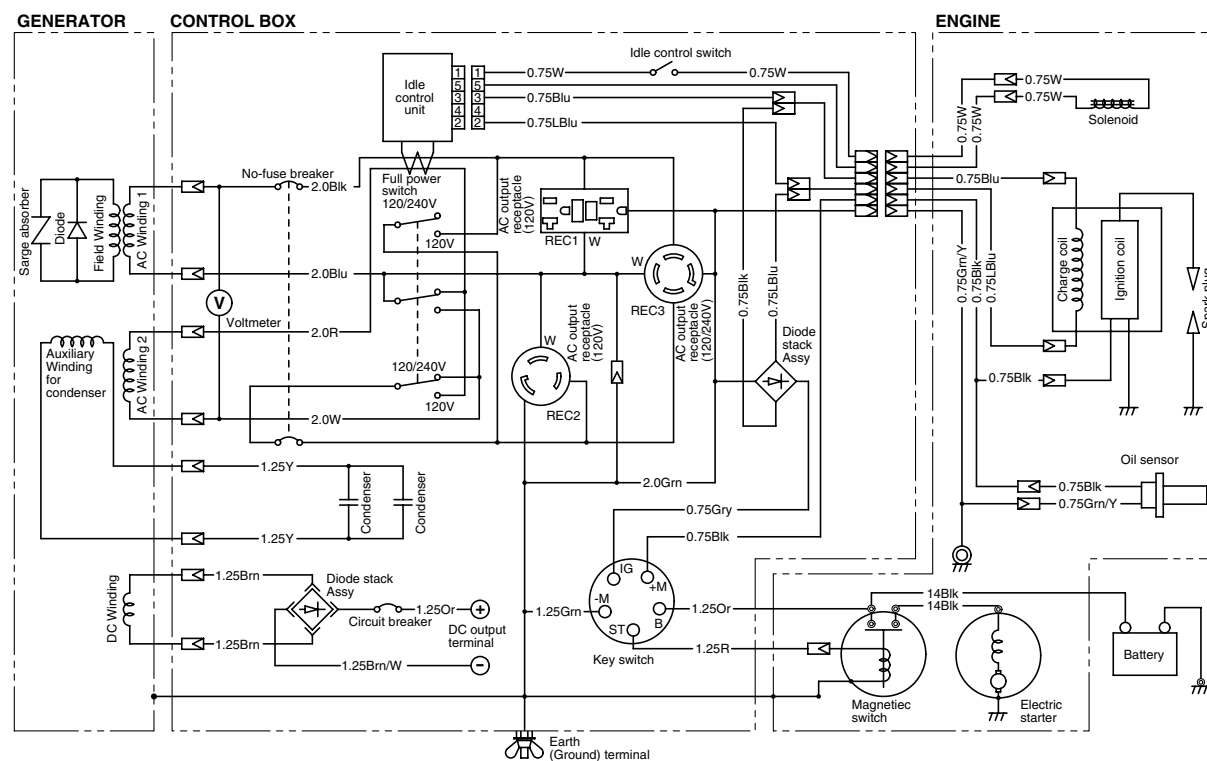 GENERATOR
CONTROL BOX
ENGINE
Idle control switch
Idle
control
unit
1
5
3
4
2
1
5
3
4
2
0.75W
0.75W
0.75Blu
0.75LBlu
0.75W
0.75W
0.75W
0.75W
Solenoid
No-fuse breaker
2.0Blk
Full power
switch
120/240V
120V
AC output
receptacle
(120V)
REC1
W
0.75Blu
Sarge absorber
Diode
Field Winding
AC Winding 1
2.0Blu
V
Voltmeter
2.0R
W
REC3
AC output
receptacle
(120/240V)
0.75Blk
0.75LBlu
Diode
stack
Assy
0.75Grn/Y
0.75Blk
0.75LBlu
Charge coil
Ignition coil
Auxiliary
Winding
for
condenser
AC Winding 2
120/240V
120V
W
AC output
receptacle
(120V)
REC2
0.75Blk
2.0W
1.25Y
Condenser
Condenser
1.25Y
2.0Grn
0.75Gry
0.75Blk
Oil sensor
0.75Blk
0.75Grn/Y
DC Winding
1.25Brn
1.25Brn
Diode stack
Assy
1.25Or
Circuit breaker
+
DC output
terminal
1.25Brn/W
−
IG
+M
-M
B
ST
1.25Grn
1.25Or
Key switch
1.25R
14Blk
14Blk
Magnetiec
switch
Electric
starter
Battery
Earth
(Ground) terminal